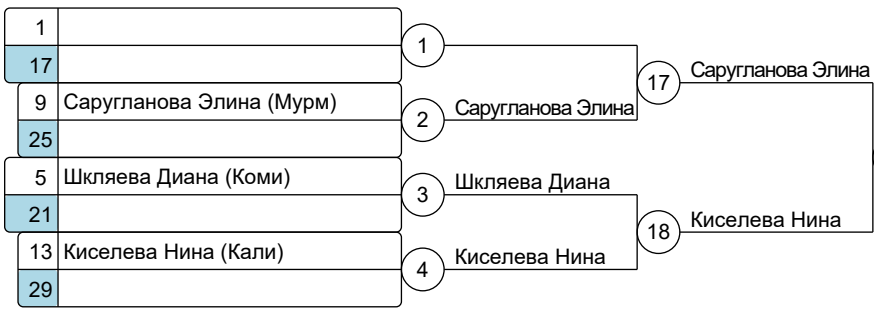 1
1
17
17
Саругланова Элина
9 Саругланова Элина (Мурм)
2
Саругланова Элина
25
5 Шкляева Диана (Коми)
3
Шкляева Диана
21
18
Киселева Нина
13 Киселева Нина (Кали)
4
Киселева Нина
29